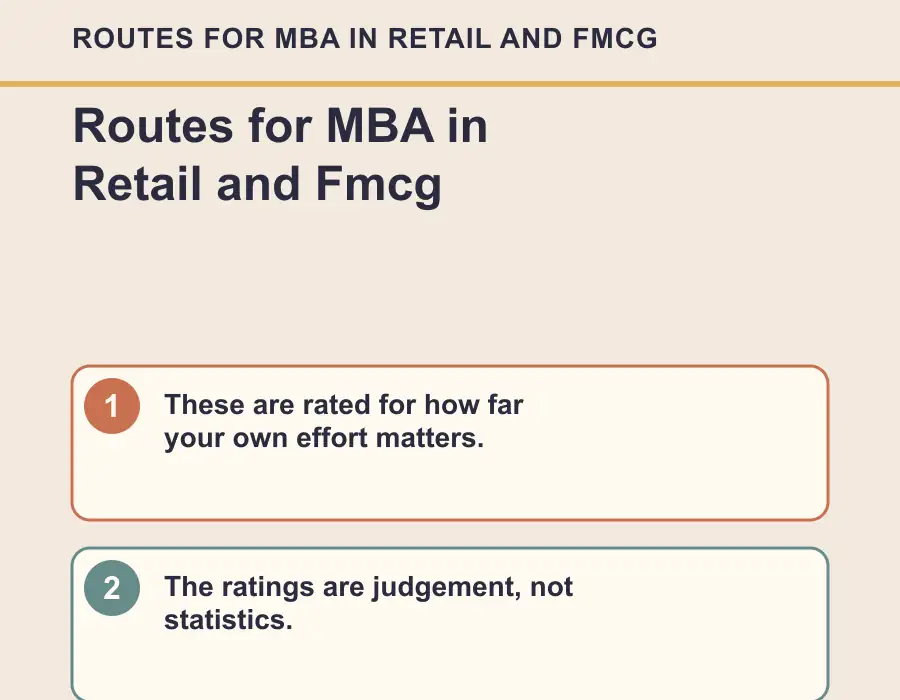 ROUTES FOR MBA IN RETAIL AND FMCG
Routes for MBA in
Retail and Fmcg
1
These are rated for how far
your own effort matters.
2
The ratings are judgement, not
statistics.